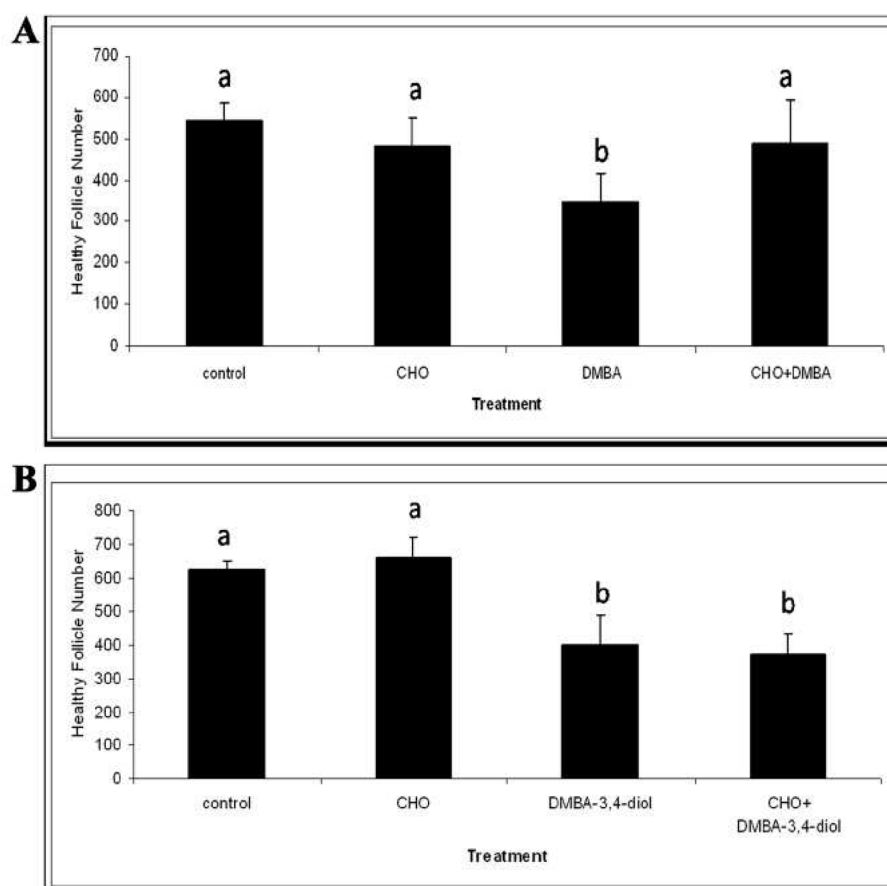 A
Healthy Follicle Number
700
600
500
400
300
200
100
0
a
a
b
a
control
CHO
DMBA
CHO+DMBA
Treatment
B
Healthy Follicle Number
800
700
600
500
400
300
200
100
0
a
a
b
b
control
CHO
DMBA-3,4-diol
CHO+
DMBA-3,4-diol
Treatment